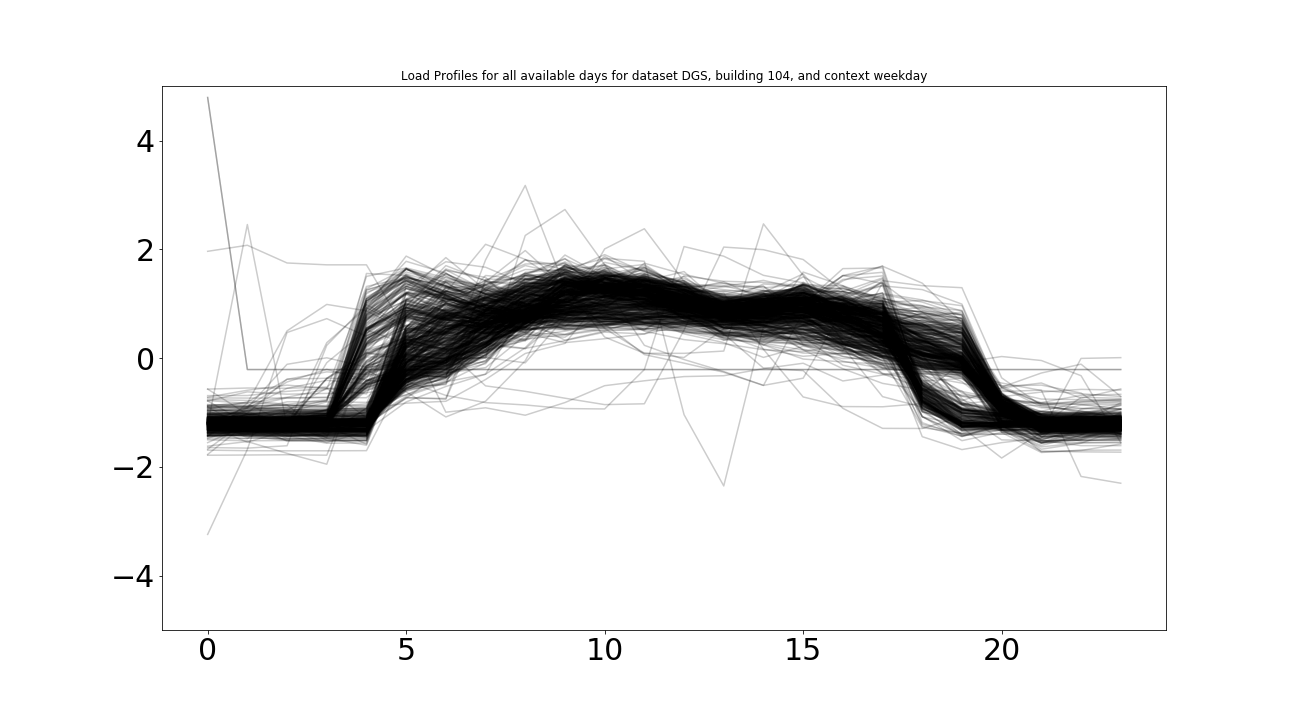 Load Profiles for all available days for dataset DGS, building 104, and context weekday
4
2
0
−2
−4
0 5 10 15 20